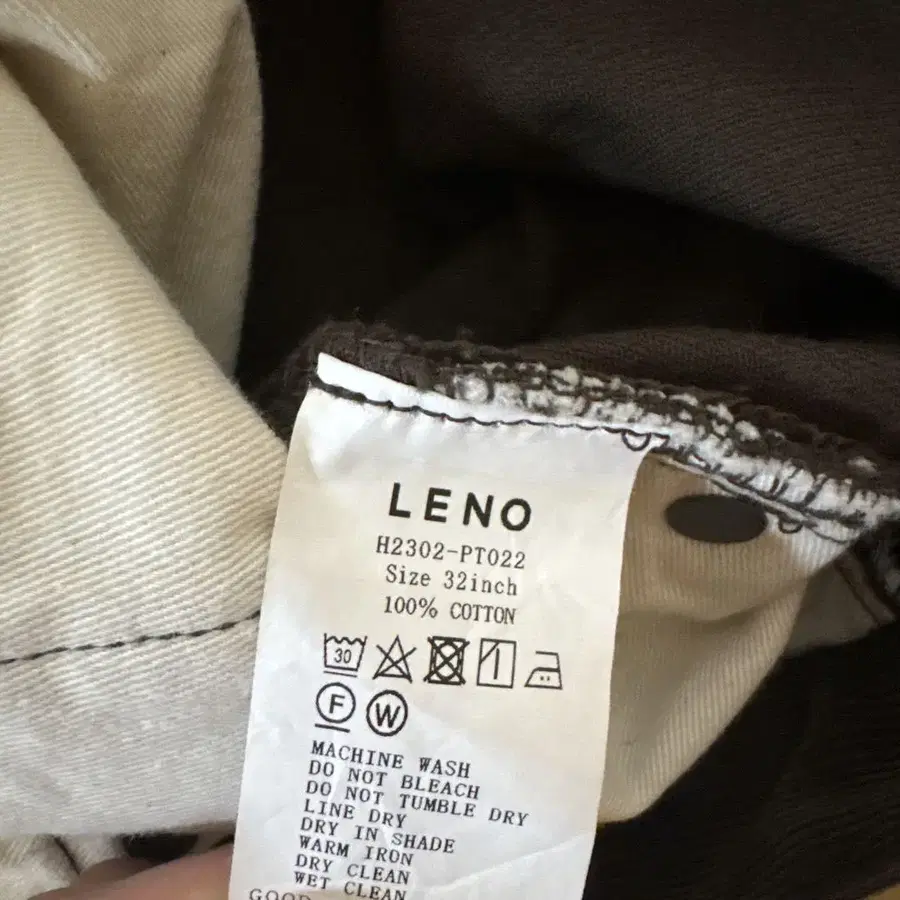 LENO
H2302-PT022
Size 32inch
100% COTTON
30
F W
MACHINE WASH
DO NOT BLEACH
DO NOT TUMBLE DRY
LINE DRY
DRY IN SHADE
WARM IRON
DRY CLEAN
WET CLEAN
GOOD